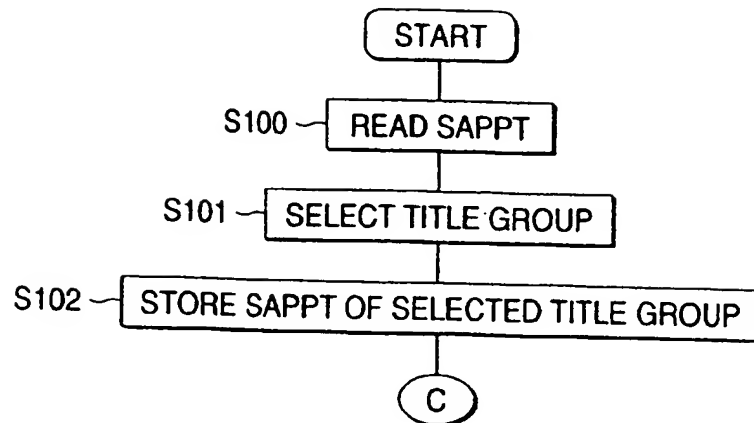 START
S100 READ SAPPT
S101 SELECT TITLE GROUP
S102 STORE SAPPT OF SELECTED TITLE GROUP
C